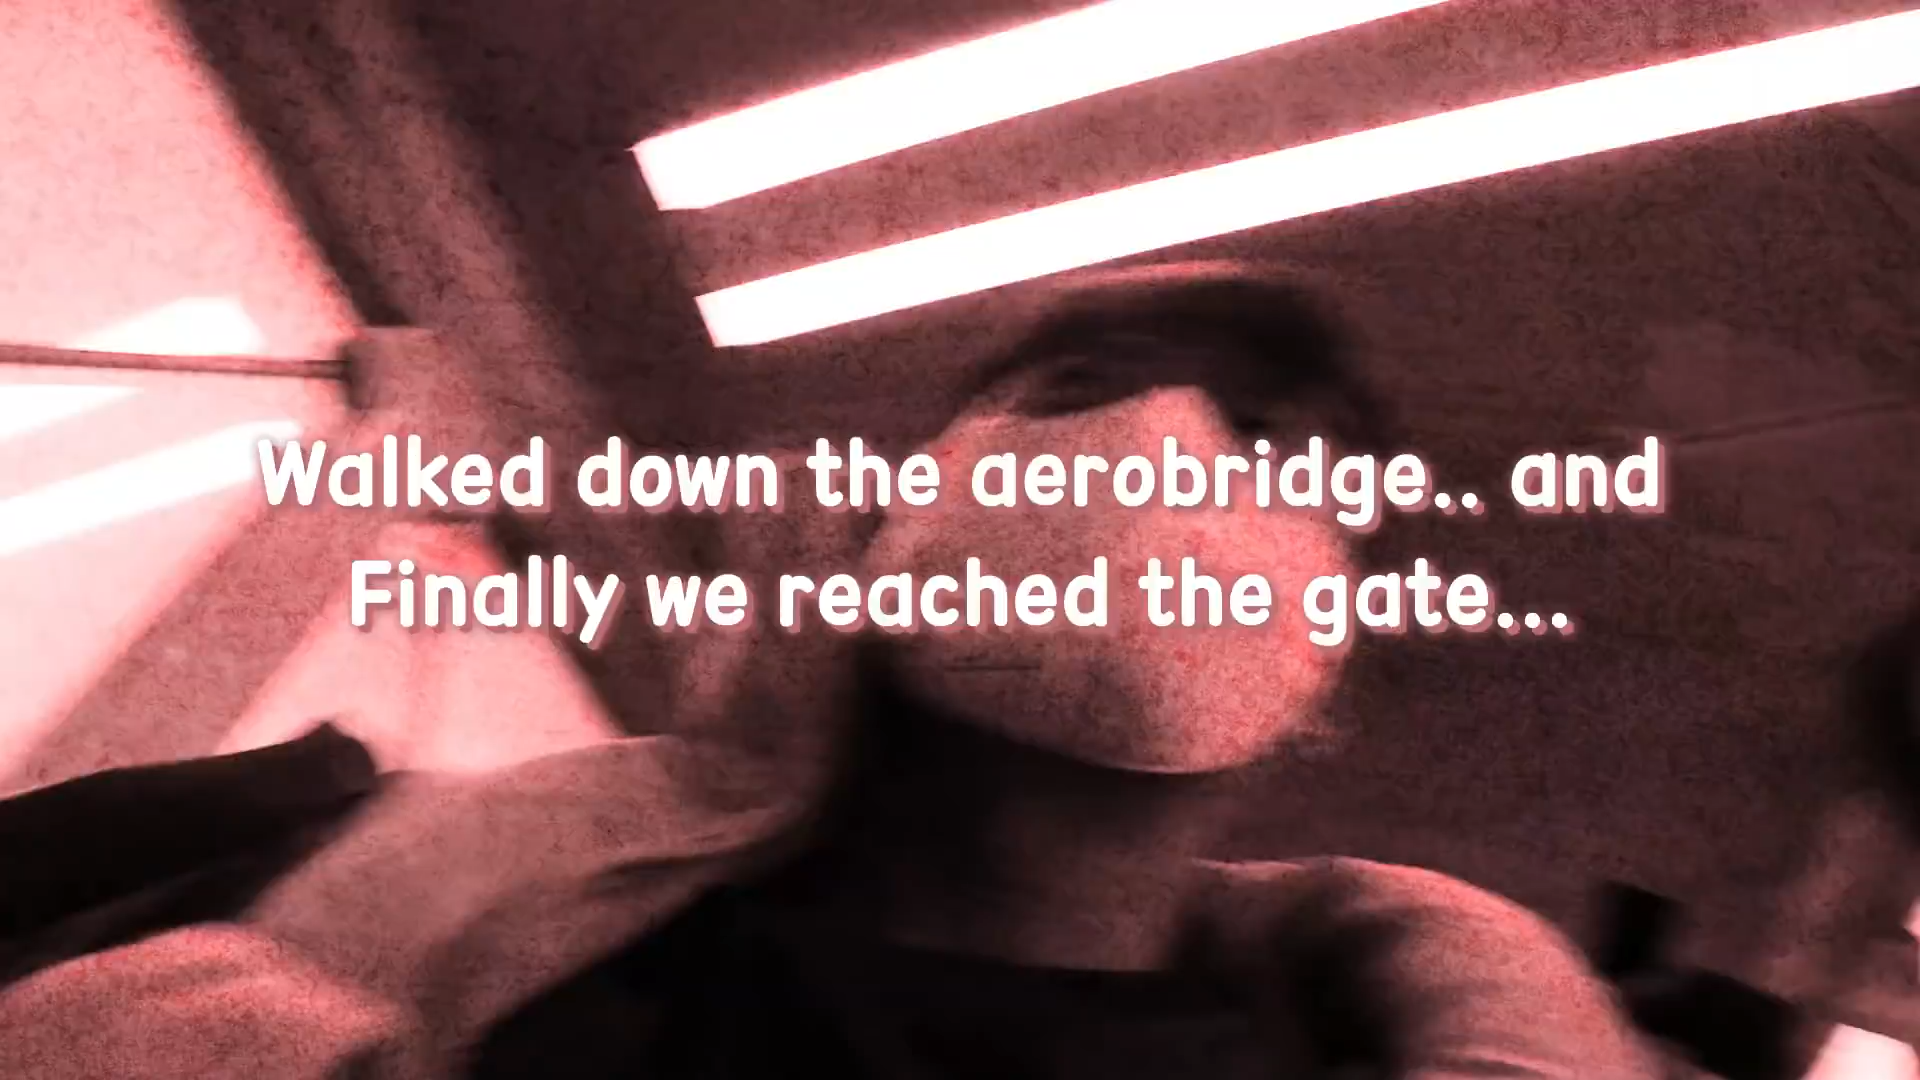 Walked down the aerobridge.. and
Finally we reached the gate...